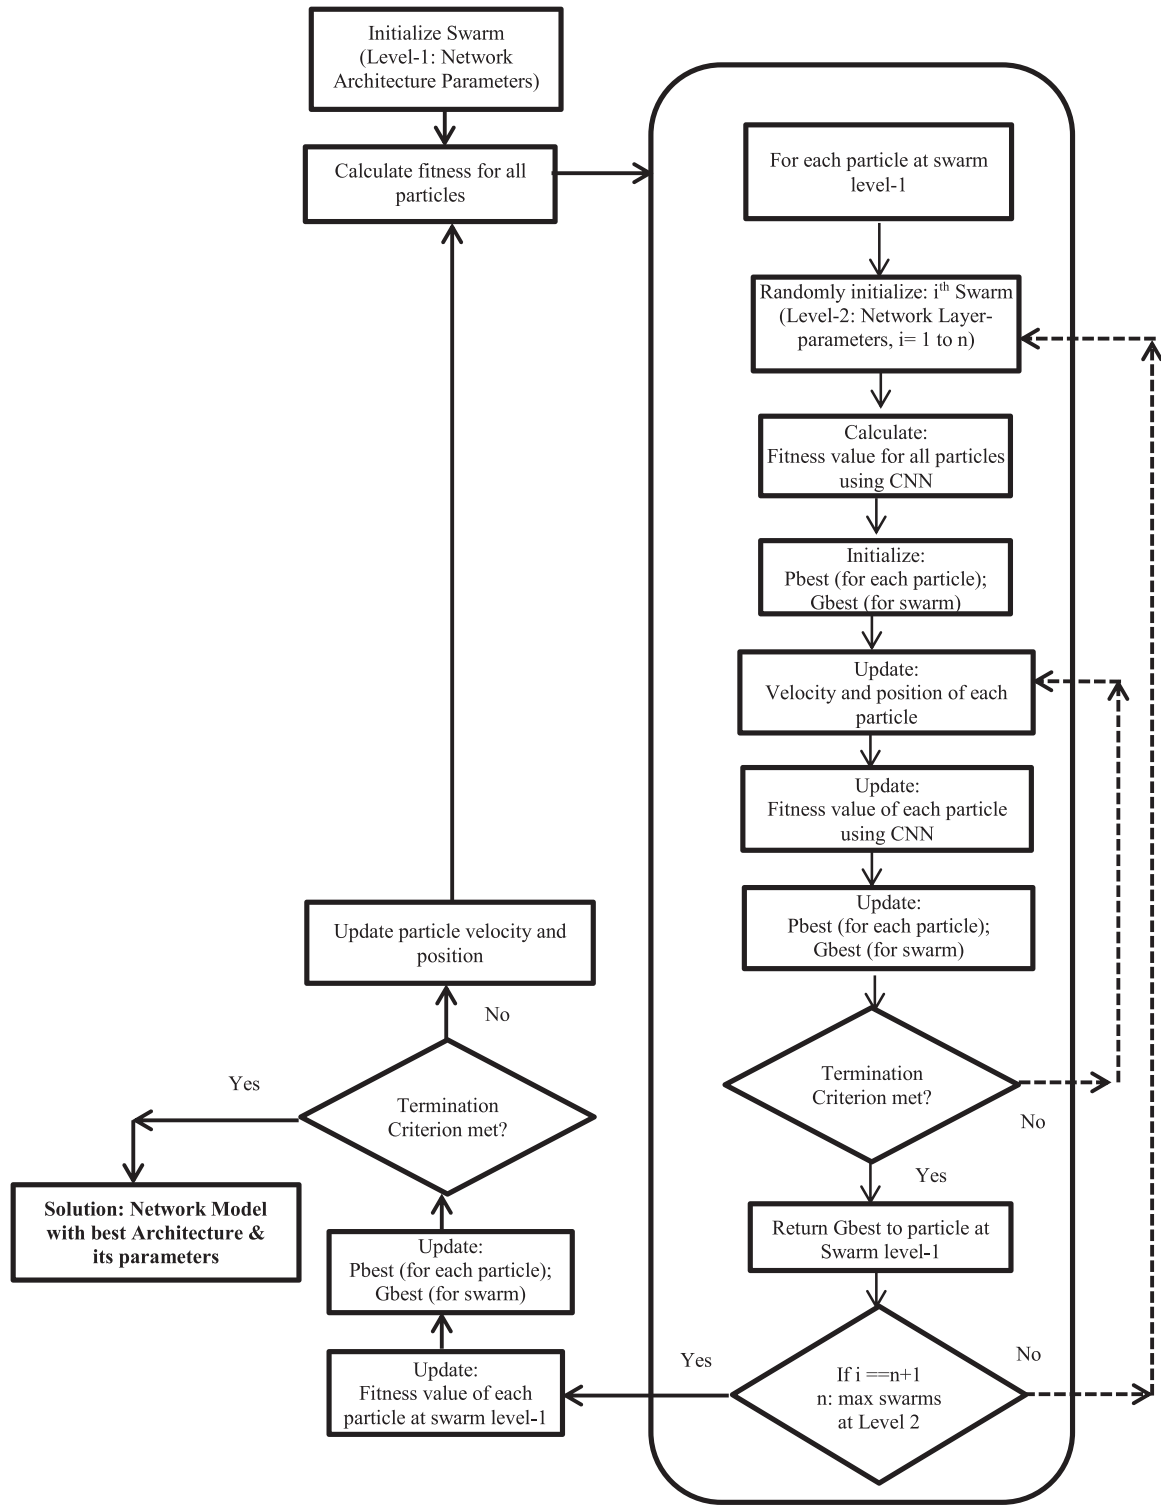 Initialize Swarm
(Level-1: Network
Architecture Parameters)
Calculate fitness for all
particles
For each particle at swarm
level-1
Randomly initialize: iᵗʰ Swarm
(Level-2: Network Layer-
parameters, i= 1 to n)
Calculate:
Fitness value for all particles
using CNN
Initialize:
Pbest (for each particle);
Gbest (for swarm)
Update:
Velocity and position of each
particle
Update:
Fitness value of each particle
using CNN
Update:
Pbest (for each particle);
Gbest (for swarm)
Termination
Criterion met?
No
Yes
Return Gbest to particle at
Swarm level-1
If i ==n+1
n: max swarms
at Level 2
No
Yes
Update:
Fitness value of each
particle at swarm level-1
Update:
Pbest (for each particle);
Gbest (for swarm)
Termination
Criterion met?
No
Yes
Update particle velocity and
position
Solution: Network Model
with best Architecture &
its parameters